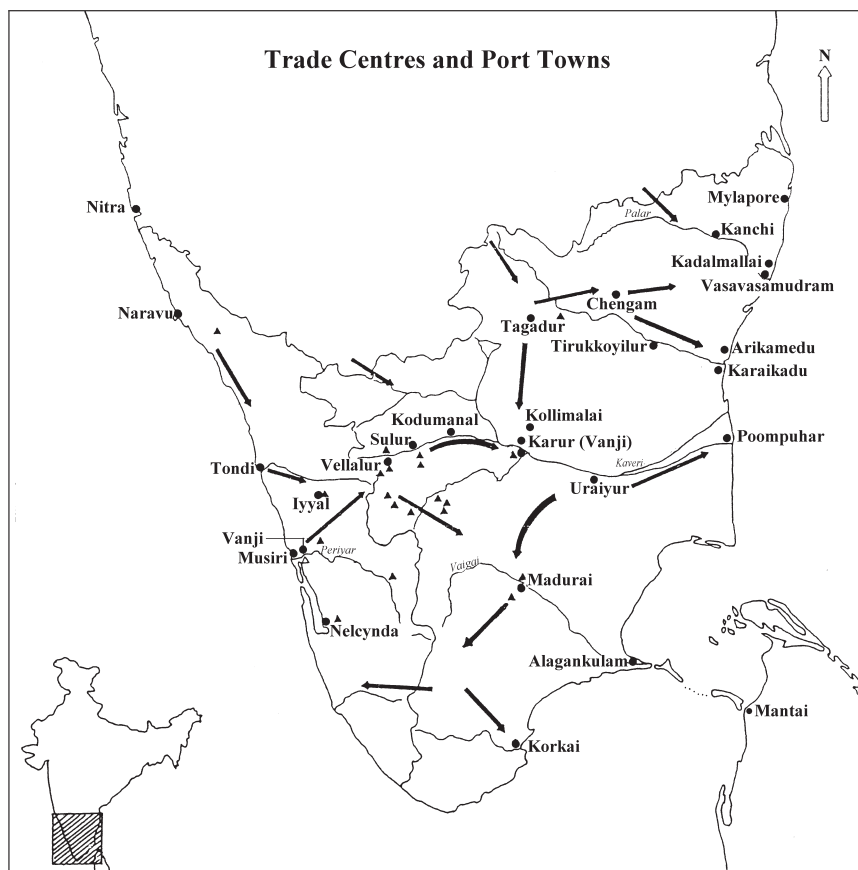 Trade Centres and Port Towns
N
Nitra
Mylapore
Palar
Kanchi
Kadalmallai
Vasavasamudram
Naravu
Chengam
Tagadur
Tirukkoyilur
Arikamedu
Karaikadu
Kollimalai
Kodumanal
Sulur
Karur (Vanji)
Poompuhar
Vellalur
Tondi
Kaveri
Uraiyur
Iyyal
Vanji
Musiri
Periyar
Vaigai
Madurai
Nelcynda
Alagankulam
Mantai
Korkai